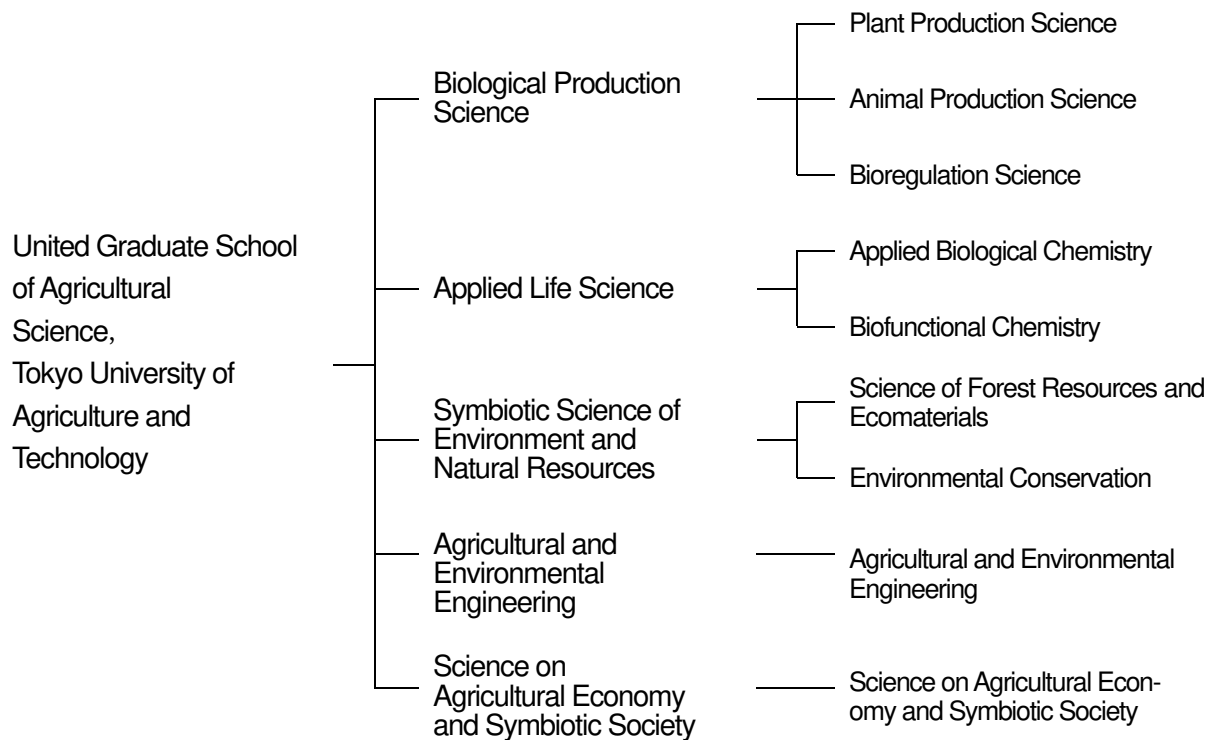 United Graduate School
of Agricultural
Science,
Tokyo University of
Agriculture and
Technology
Biological Production
Science
Plant Production Science
Animal Production Science
Bioregulation Science
Applied Life Science
Applied Biological Chemistry
Biofunctional Chemistry
Symbiotic Science of
Environment and
Natural Resources
Science of Forest Resources and
Ecomaterials
Environmental Conservation
Agricultural and
Environmental
Engineering
Agricultural and Environmental
Engineering
Science on
Agricultural Economy
and Symbiotic Society
Science on Agricultural Econ-
omy and Symbiotic Society